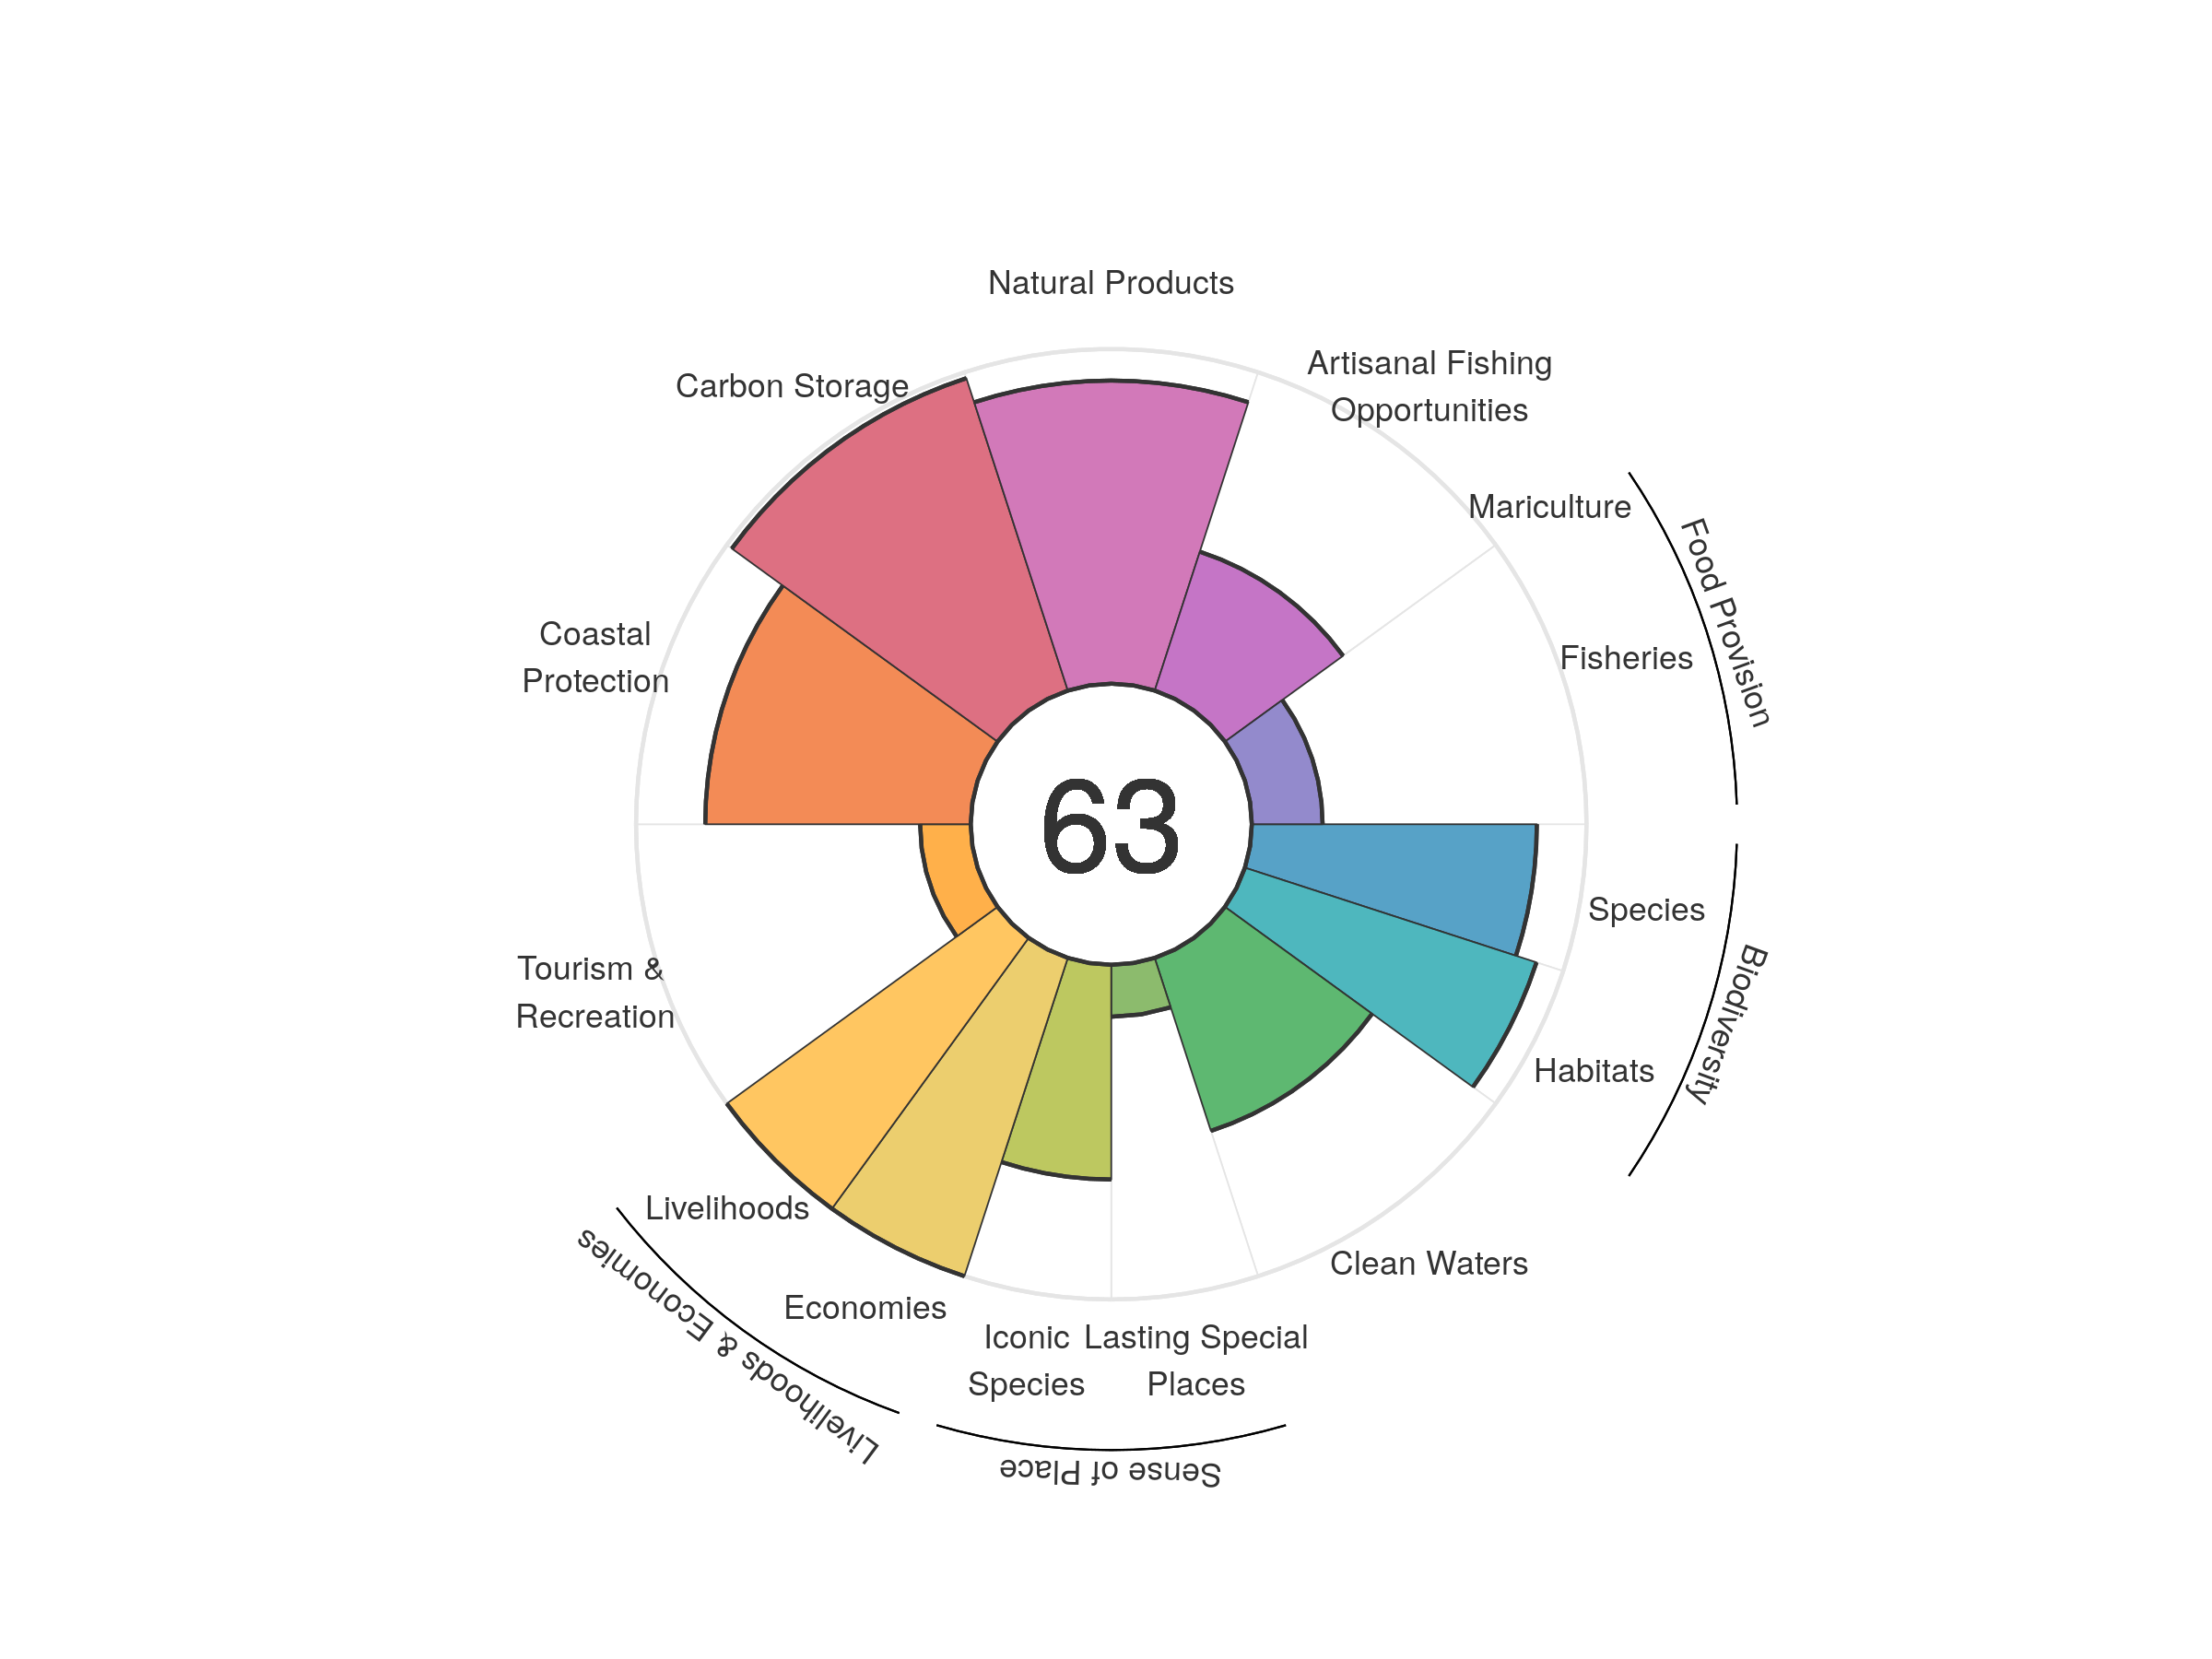 Natural Products
Artisanal Fishing
Opportunities
Carbon Storage
Mariculture
Food Provision
Coastal
Protection
Fisheries
63
Species
Biodiversity
Tourism &
Recreation
Habitats
Livelihoods
Clean Waters
Livelihoods & Economies
Economies
Iconic
Species
Lasting Special
Places
Sense of Place